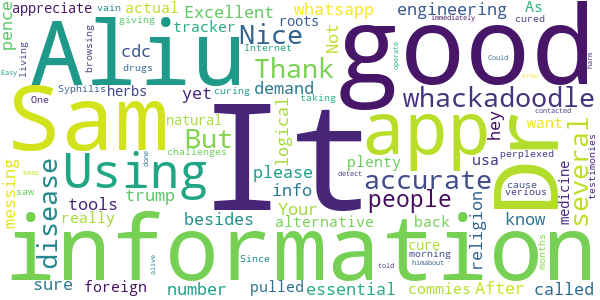 appreciate vain actual giving Excellent whatsapp engineering As cured immediately
pence tracker roots Not several
Aliu Nice good
living browsing cdc Internet operate Easy
Syphilis drugs curing taking Could harm
Thank demand whackadoodle trou
One herbs yet hey contacted
Sam It app Dr
natural But logical want testimonies
messing challenges please plenty usa perplexed
disease Using info accurate cause verious
done saw trump Your people detect medicine
tools really besides alternative back religion know
information
keep cure morning months
alive Since told himabout
sure foreign number pulled essential commies After called